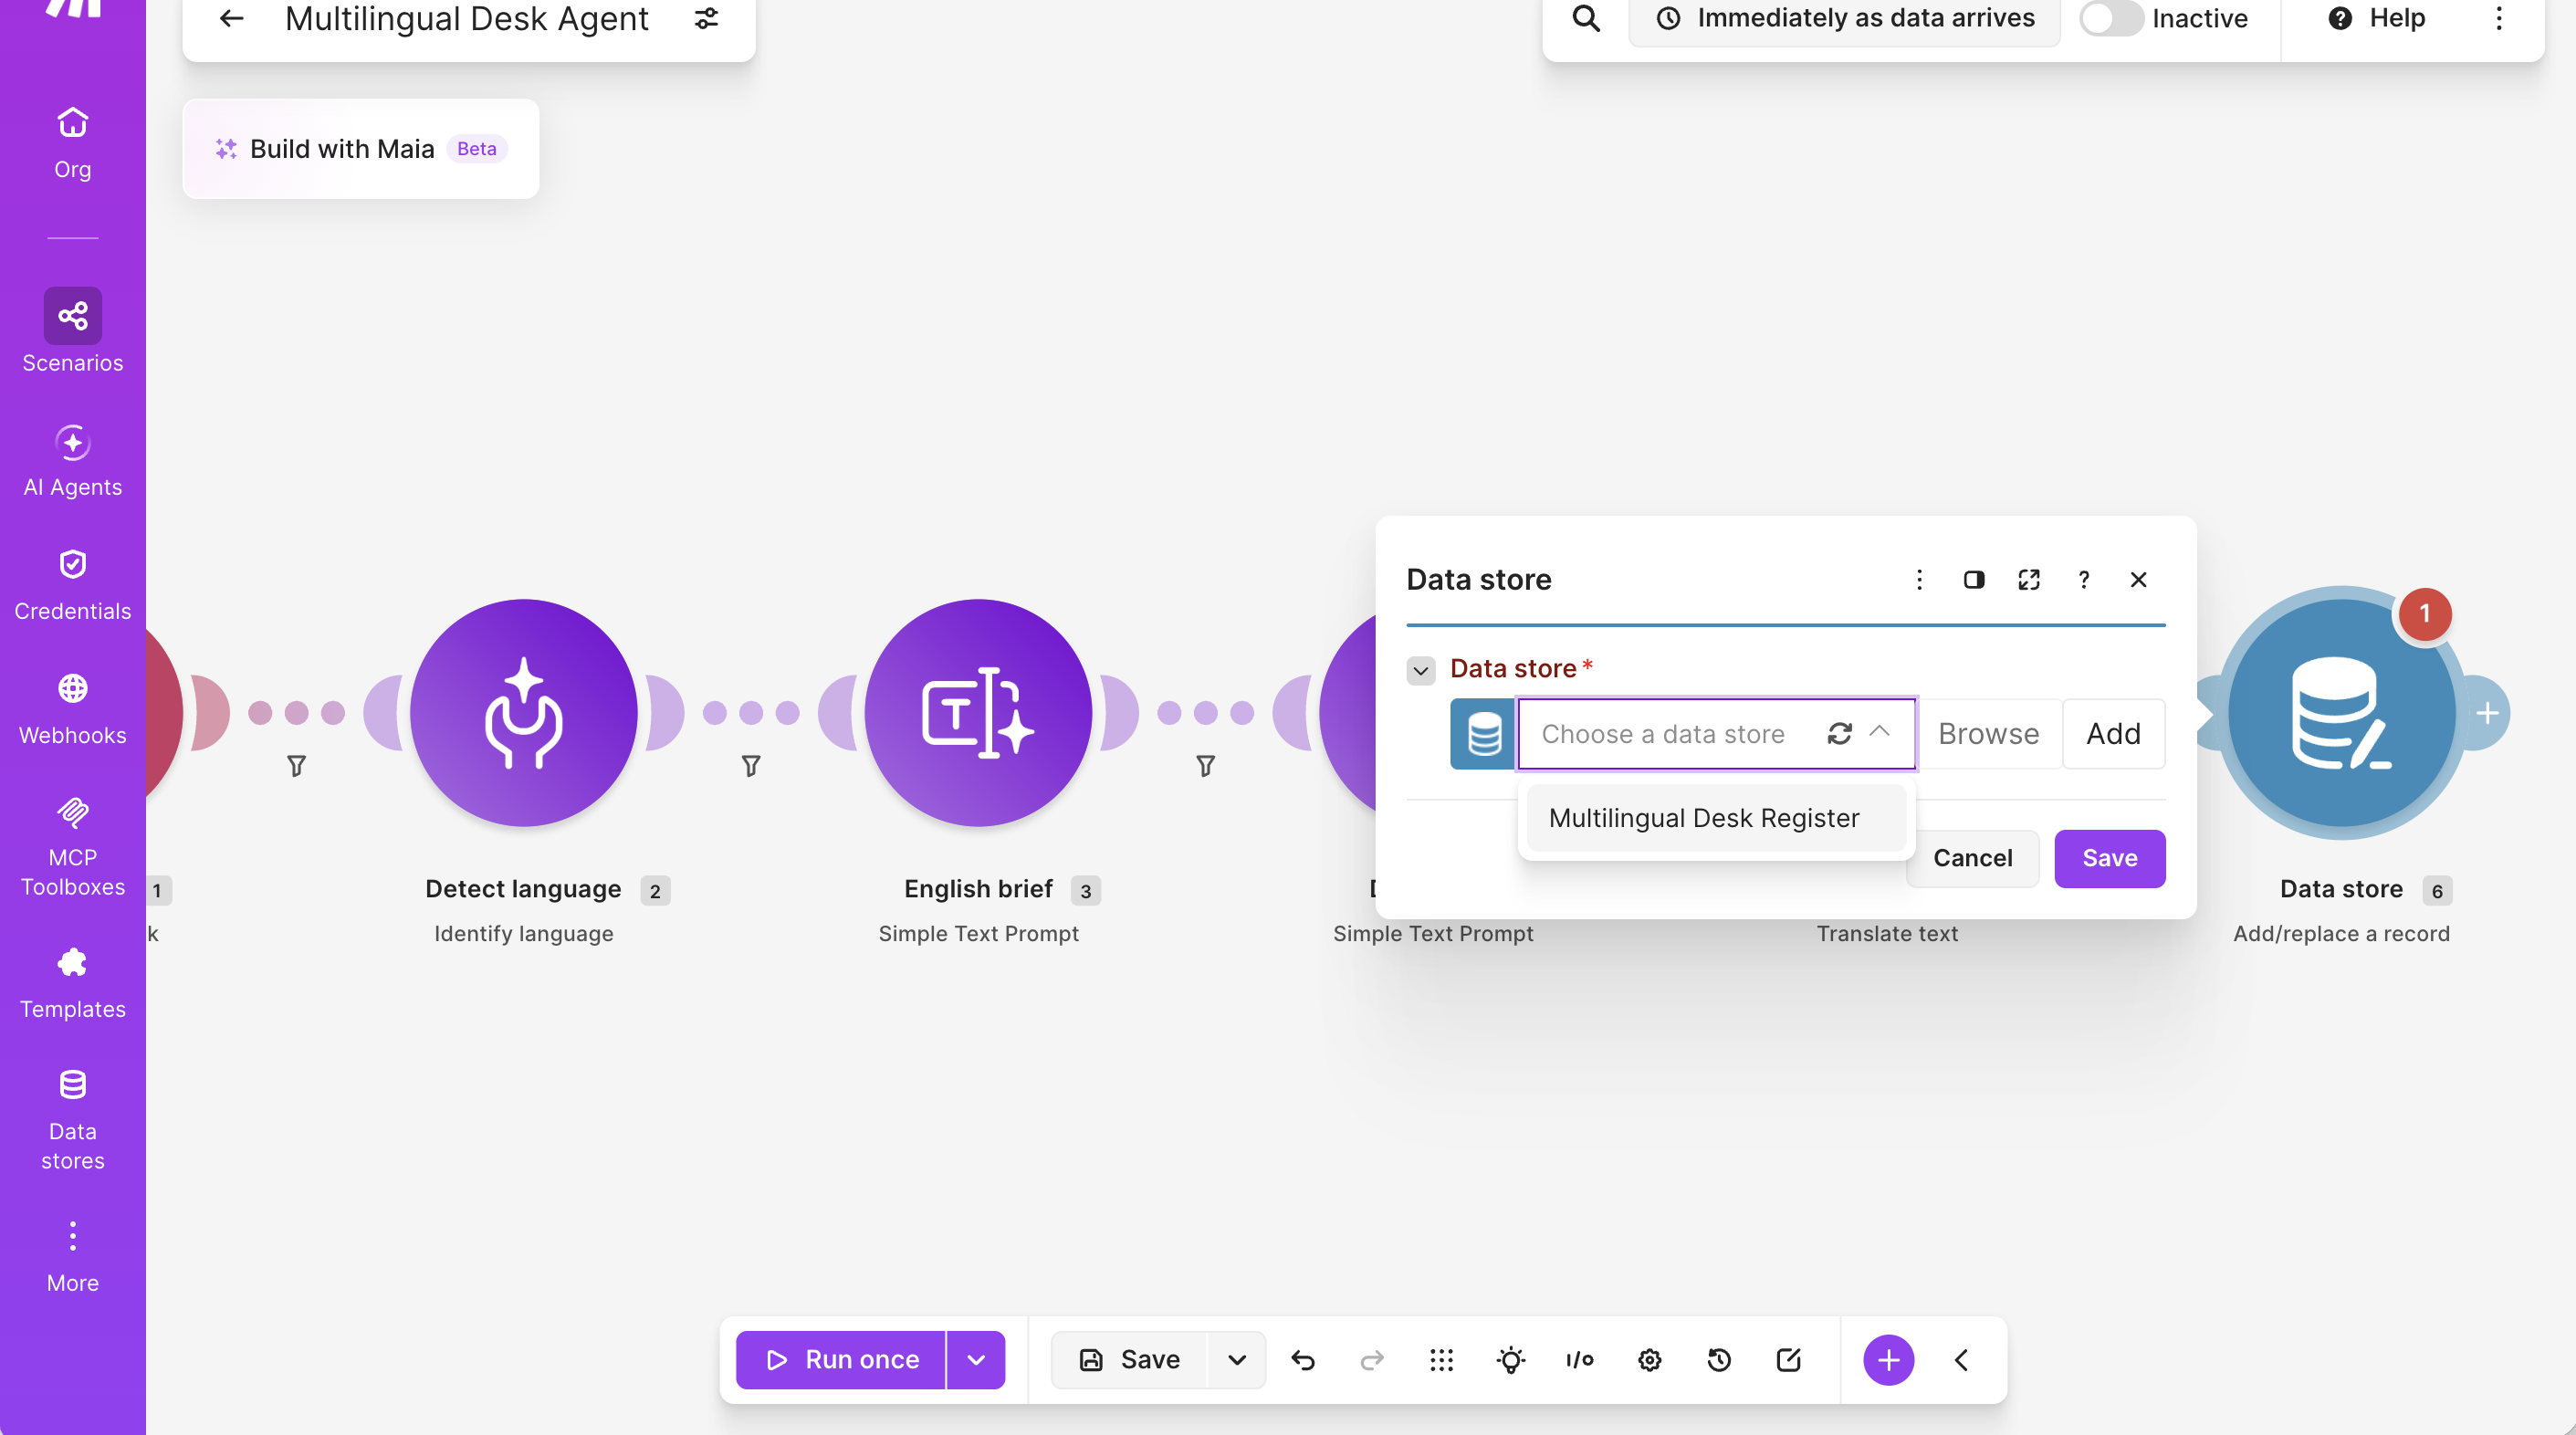 Multilingual Desk Agent
Immediately as data arrives
Inactive
Help
Build with Maia Beta
Org
Scenarios
AI Agents
Credentials
Webhooks
MCP
Toolboxes
Templates
Data
stores
More
1
k
Detect language 2
Identify language
English brief 3
Simple Text Prompt
Simple Text Prompt
Translate text
Data store
?
Data store *
Choose a data store
Browse
Add
Multilingual Desk Register
Cancel
Save
1
Data store 6
Add/replace a record
Run once
Save
I/O